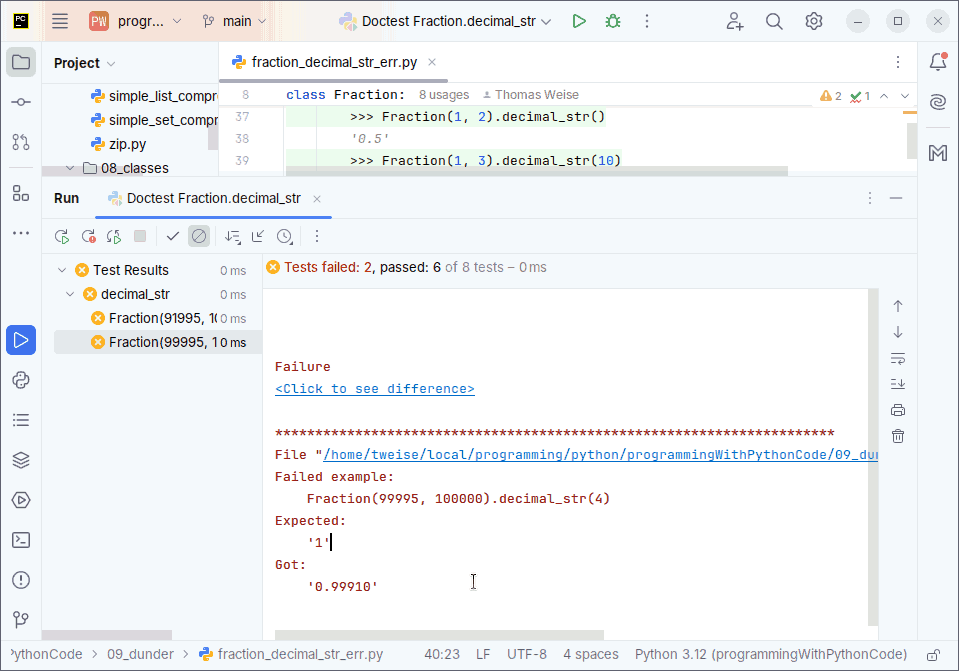 PC PW progr... main Doctest Fraction.decimal_str
Project
fraction_decimal_str_err.py
simple_list_compre
simple_set_compr
zip.py
08_classes
8 class Fraction: 8 usages Thomas Weise 2 1
37 >>> Fraction(1, 2).decimal_str()
38 '0.5'
39 >>> Fraction(1, 3).decimal_str(10)
Run Doctest Fraction.decimal_str
Test Results 0 ms
decimal_str 0 ms
Fraction(91995, 10 0 ms
Fraction(99995, 1 0 ms
Tests failed: 2, passed: 6 of 8 tests – 0 ms
Failure
<Click to see difference>
**********************************************************************
File "/home/tweise/local/programming/python/programmingWithPythonCode/09_dun
Failed example:
Fraction(99995, 100000).decimal_str(4)
Expected:
'1'
Got:
'0.99910'
PythonCode > 09_dunder > fraction_decimal_str_err.py 40:23 LF UTF-8 4 spaces Python 3.12 (programmingWithPythonCode)